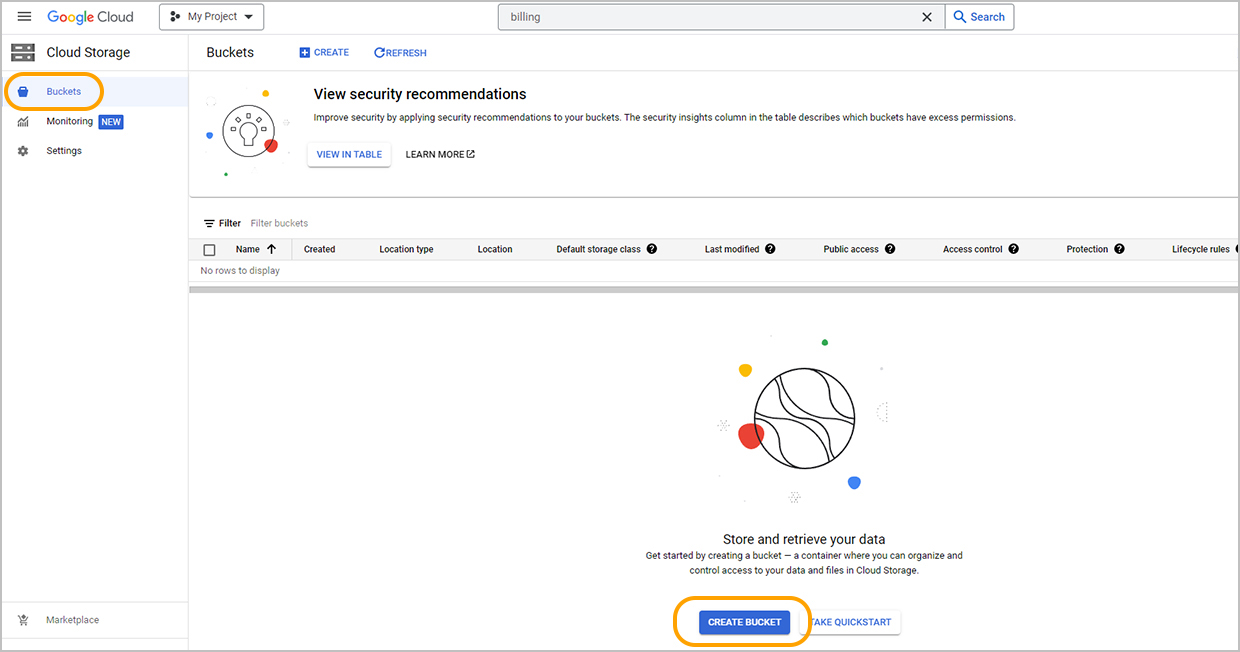 Google Cloud
My Project
billing
Search
Cloud Storage
Buckets
CREATE
REFRESH
Buckets
Monitoring NEW
Settings
View security recommendations
Improve security by applying security recommendations to your buckets. The security insights column in the table describes which buckets have excess permissions.
VIEW IN TABLE
LEARN MORE
Filter Filter buckets
Name Created Location type Location Default storage class ? Last modified ? Public access ? Access control ? Protection ? Lifecycle rules
No rows to display
Store and retrieve your data
Get started by creating a bucket — a container where you can organize and
control access to your data and files in Cloud Storage.
CREATE BUCKET
TAKE QUICKSTART
Marketplace